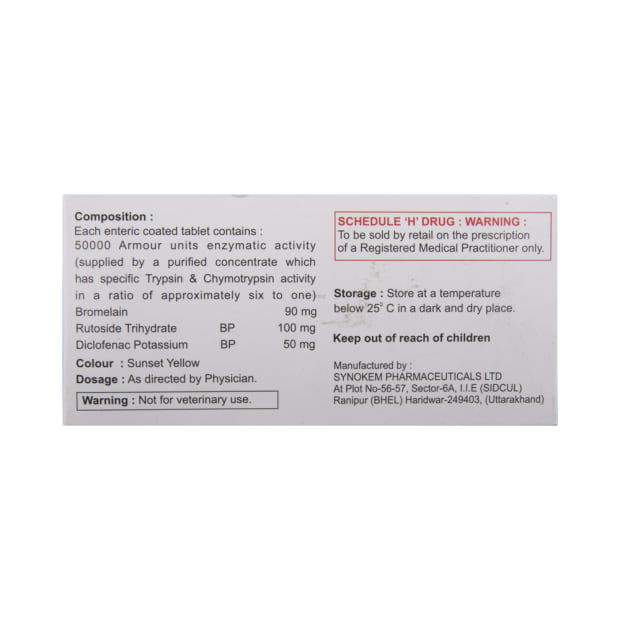 Composition :
Each enteric coated tablet contains :
50000 Armour units enzymatic activity
(supplied by a purified concentrate which
has specific Trypsin & Chymotrypsin activity
in a ratio of approximately six to one)
Bromelain 90 mg
Rutoside Trihydrate BP 100 mg
Diclofenac Potassium BP 50 mg
Colour : Sunset Yellow
Dosage : As directed by Physician.
Warning : Not for veterinary use.
SCHEDULE ‘H’ DRUG : WARNING :
To be sold by retail on the prescription
of a Registered Medical Practitioner only.
Storage : Store at a temperature
below 25° C in a dark and dry place.
Keep out of reach of children
Manufactured by :
SYNOKEM PHARMACEUTICALS LTD
At Plot No-56-57, Sector-6A, I.I.E (SIDCUL)
Ranipur (BHEL) Haridwar-249403, (Uttarakhand)